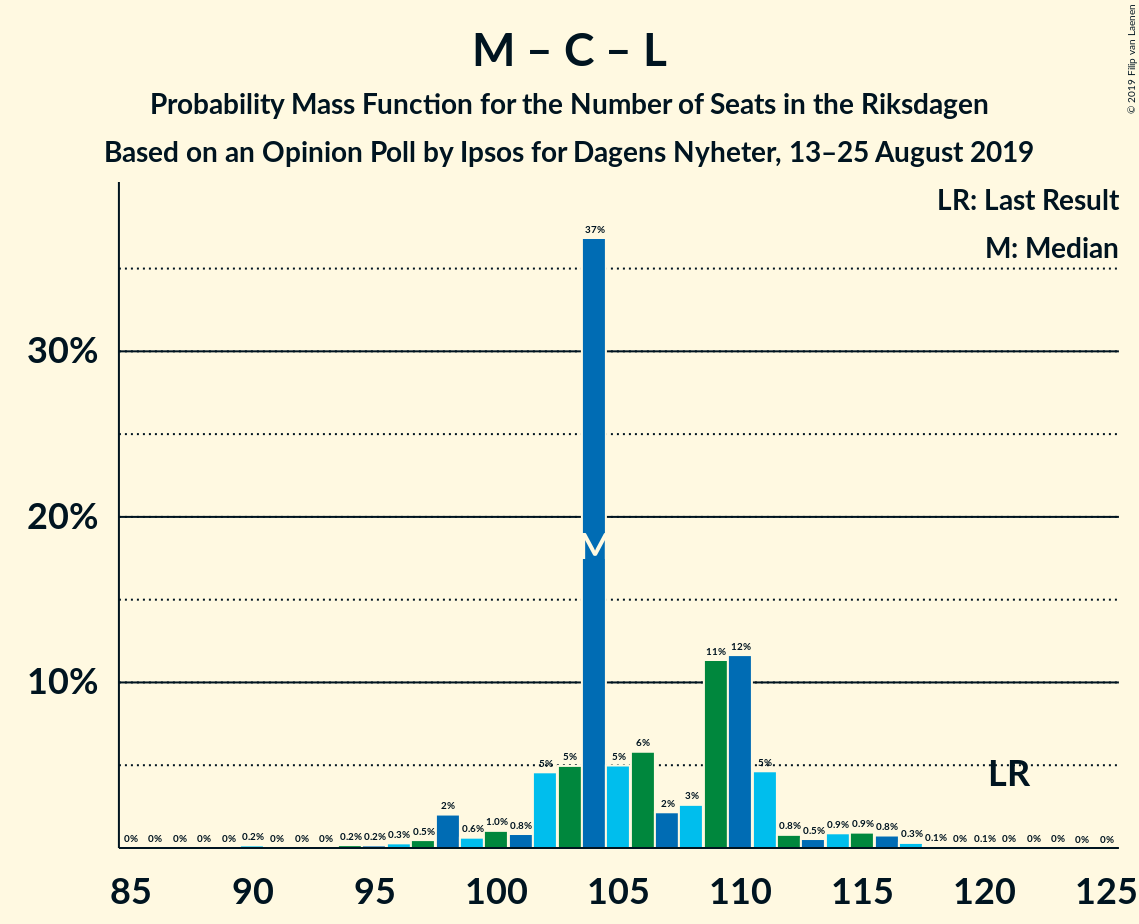 M – C – L
Probability Mass Function for the Number of Seats in the Riksdagen
Based on an Opinion Poll by Ipsos for Dagens Nyheter, 13–25 August 2019
© 2019 Filip van Laenen
LR: Last Result
M: Median
30%
20%
10%
0% 0% 0% 0% 0% 0.2% 0% 0% 0% 0.2% 0.2% 0.3% 0.5% 2% 0.6% 1.0% 0.8% 5% 5% 37% 5% 6% 2% 3% 11% 12% 5% 0.8% 0.5% 0.9% 0.9% 0.8% 0.3% 0.1% 0% 0.1% 0% 0% 0% 0% 0%
M
LR
85 90 95 100 105 110 115 120 125